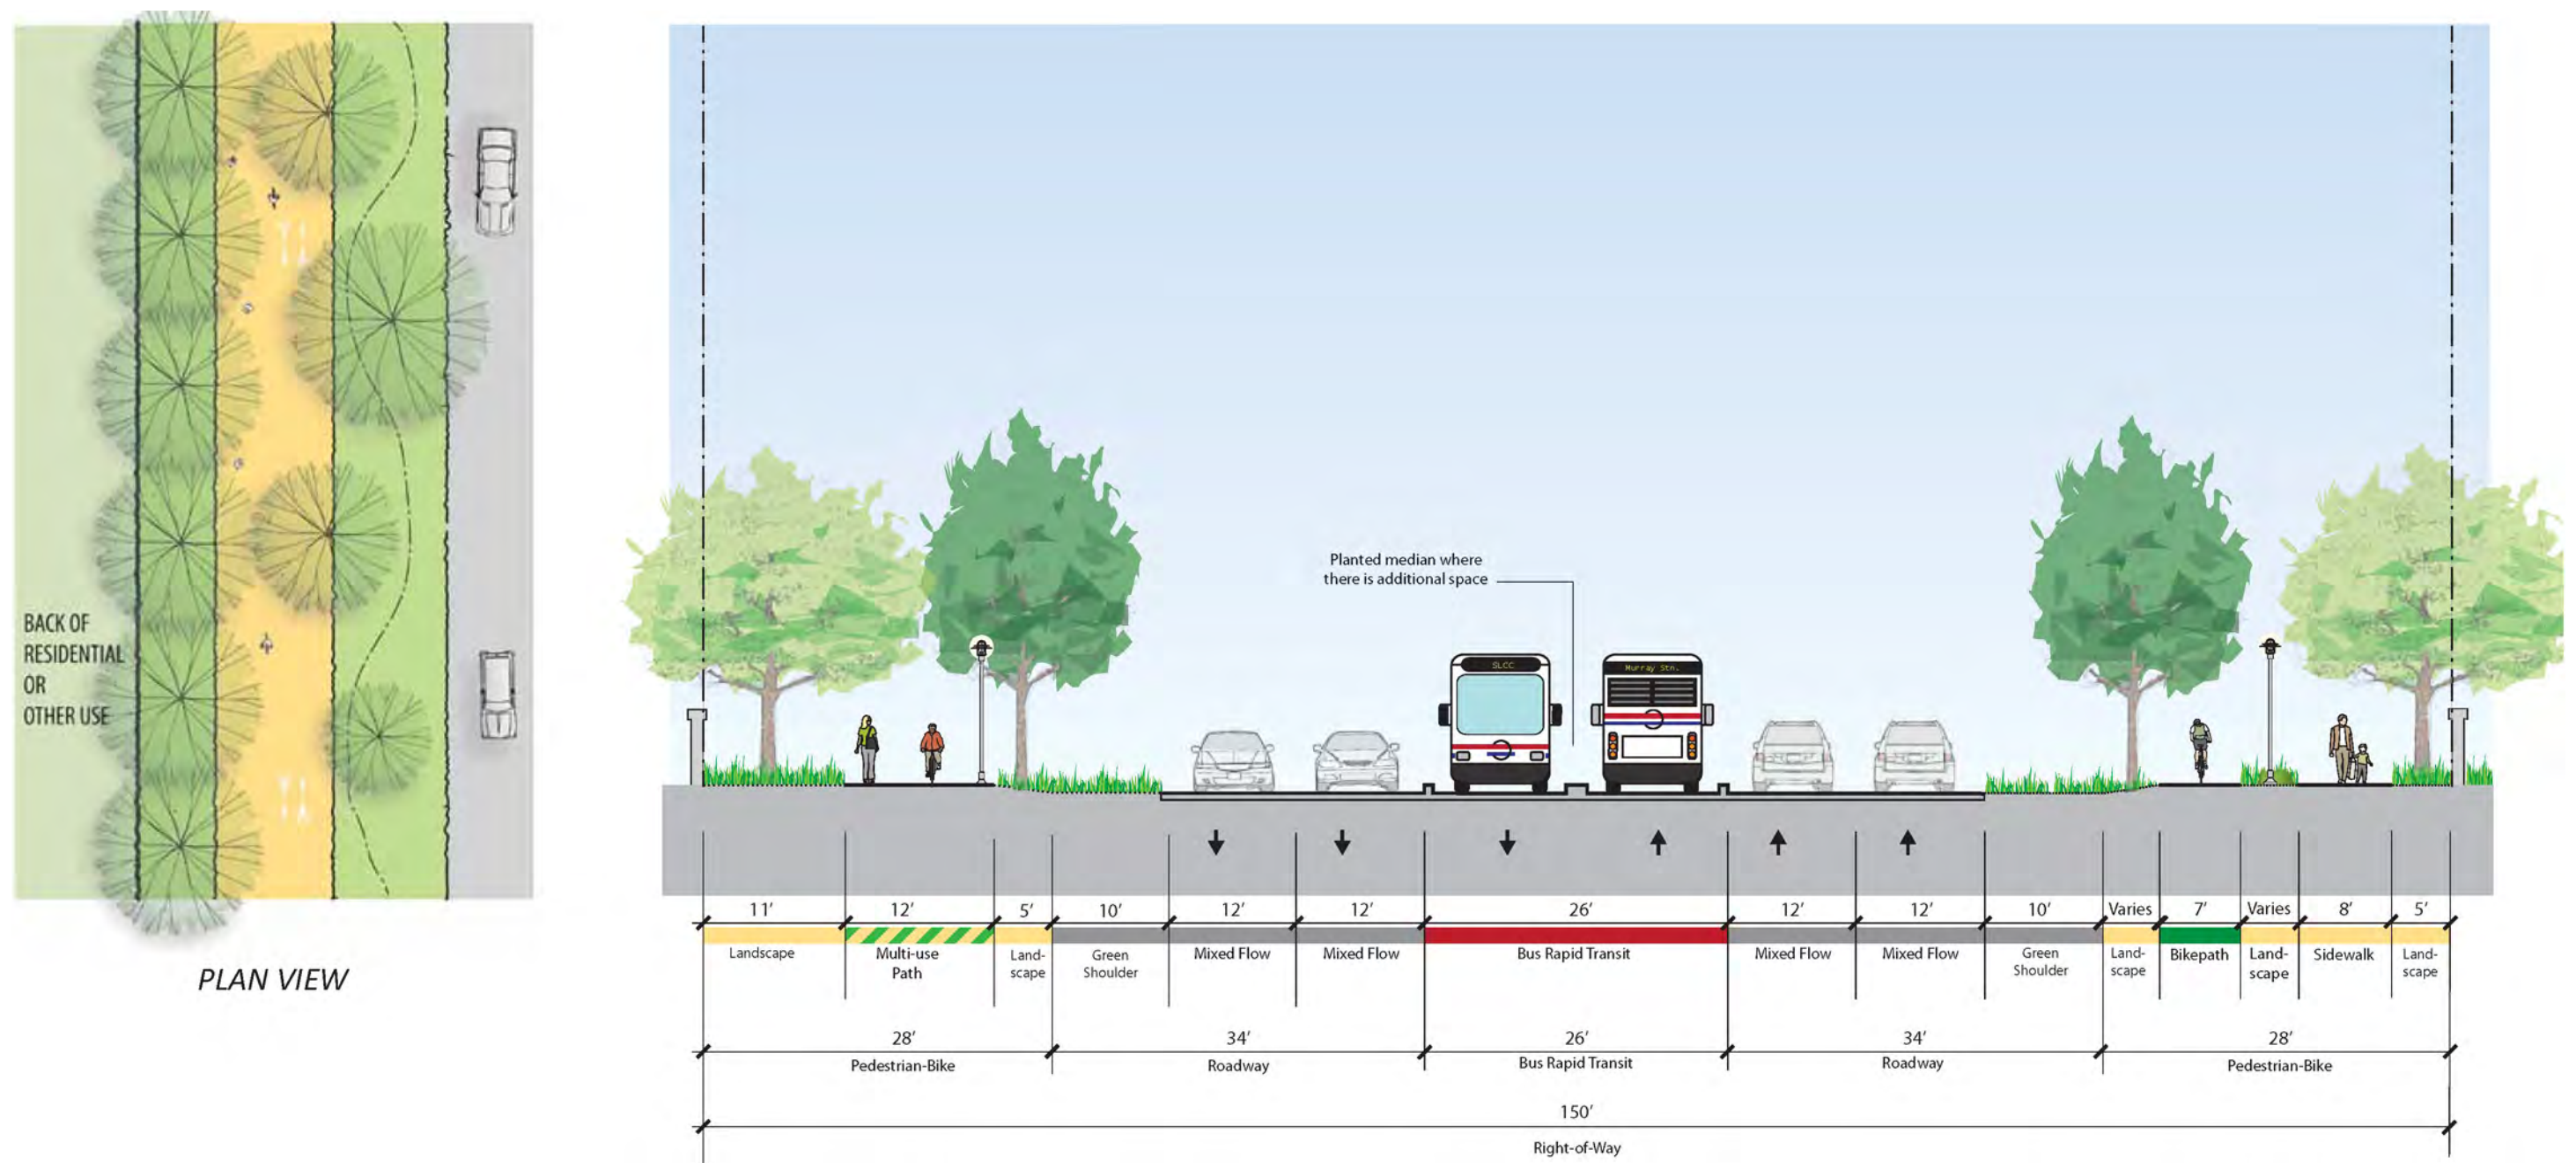 BACK OF
RESIDENTIAL
OR
OTHER USE
PLAN VIEW
Planted median where
there is additional space
SLCC
Murray Stn.
11’ 12’ 5’ 10’ 12’ 12’ 26’ 12’ 12’ 10’ Varies 7’ Varies 8’ 5’
Landscape
Multi-use
Path
Land-
scape
Green
Shoulder
Mixed Flow
Mixed Flow
Bus Rapid Transit
Mixed Flow
Mixed Flow
Green
Shoulder
Land-
scape
Bikepath
Land-
scape
Sidewalk
Land-
scape
28’ 34’ 26’ 34’ 28’
Pedestrian-Bike Roadway Bus Rapid Transit Roadway Pedestrian-Bike
150’
Right-of-Way